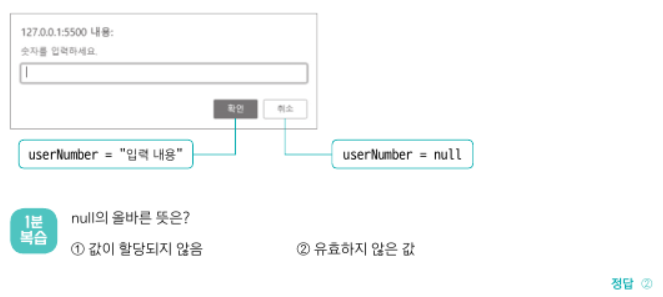 127.0.0.1:5500 내용:
숫자를 입력하세요.
확인 취소
userNumber = "입력 내용" userNumber = null
1분 복습
null의 올바른 뜻은?
① 값이 할당되지 않음 ② 유효하지 않은 값
정답 ②